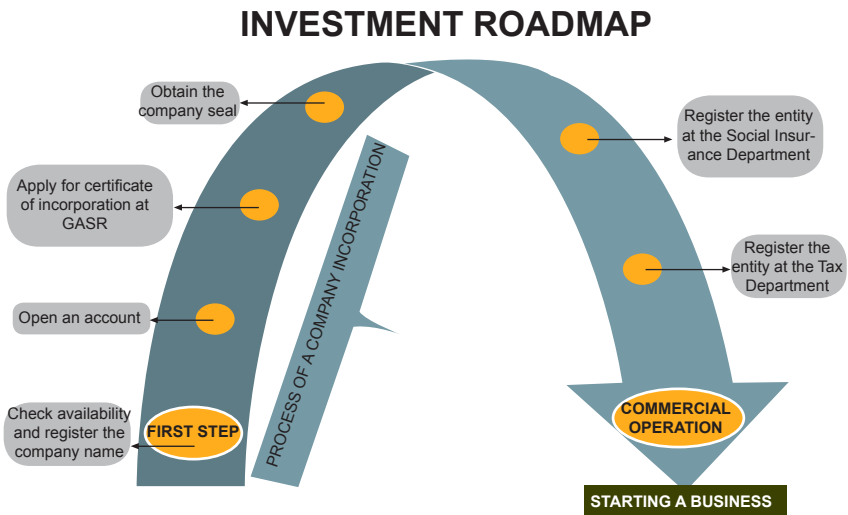 INVESTMENT ROADMAP
Obtain the
company seal
Apply for certificate
of incorporation at
GASR
Open an account
Check availability
and register the
company name
FIRST STEP
PROCESS OF A COMPANY INCORPORATION
Register the entity
at the Social Insur-
ance Department
Register the
entity at the Tax
Department
COMMERCIAL
OPERATION
STARTING A BUSINESS